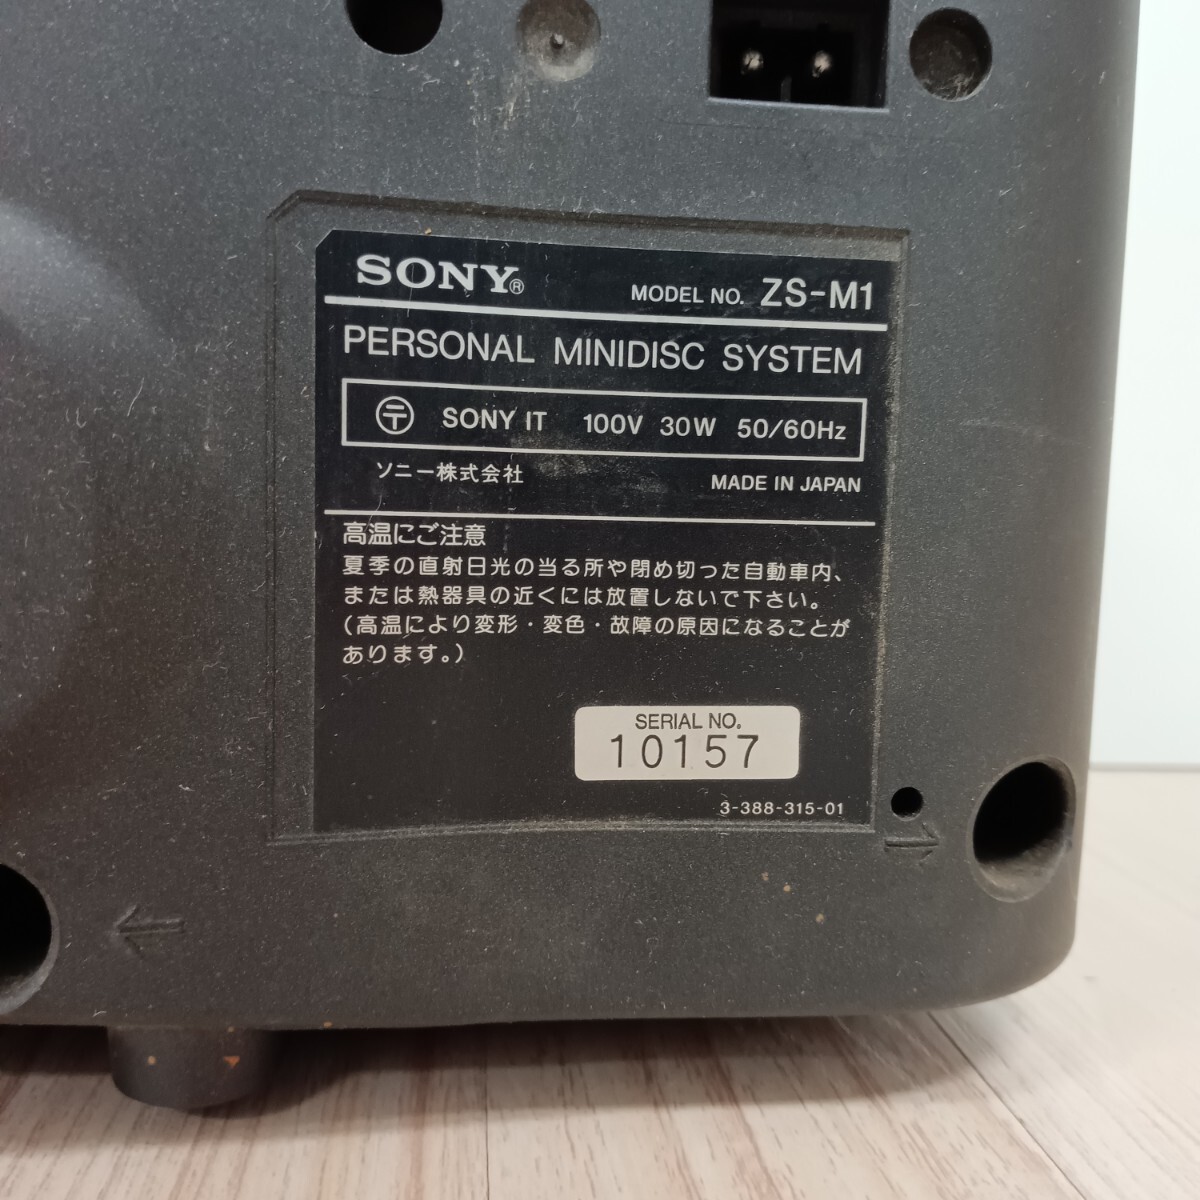 SONY®
MODEL NO. ZS-M1
PERSONAL MINIDISC SYSTEM
〒 SONY IT 100V 30W 50/60Hz
ソニー株式会社 MADE IN JAPAN
高温にご注意
夏季の直射日光の当る所や閉め切った自動車内、
または熱器具の近くには放置しないで下さい。
(高温により変形・変色・故障の原因になることが
あります。)
SERIAL NO.
10157
3-388-315-01